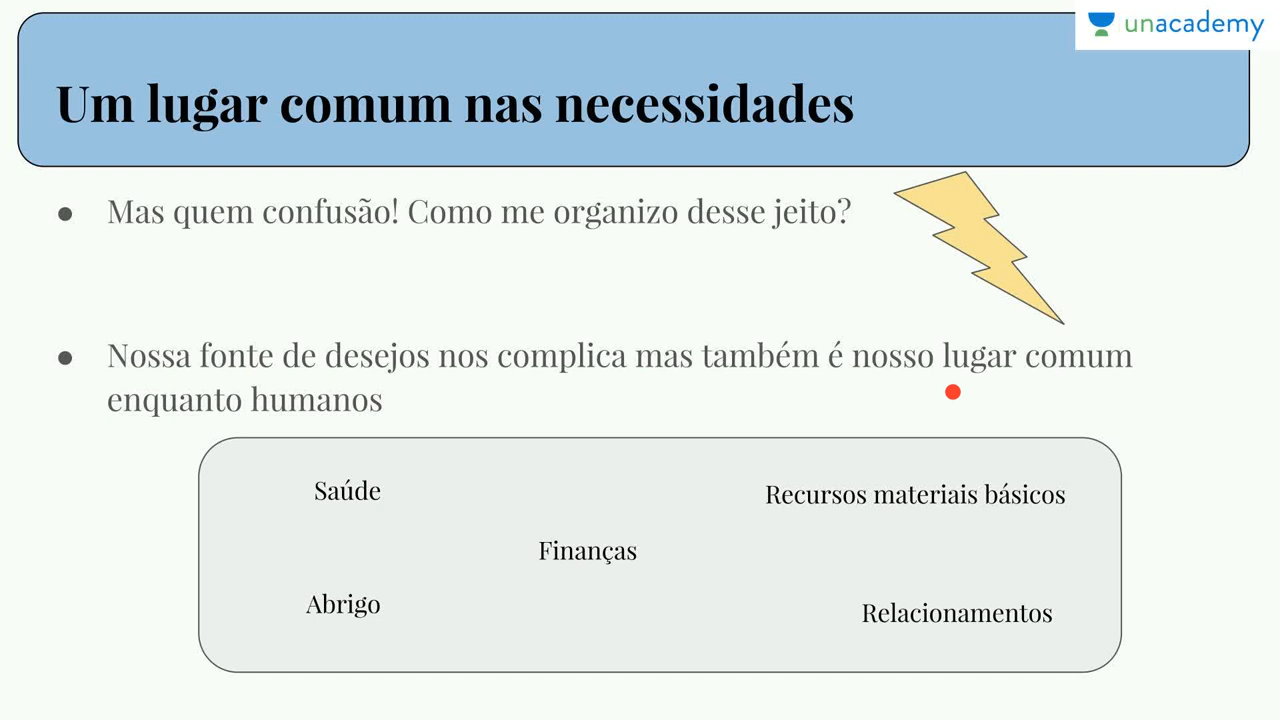 unacademy
Um lugar comum nas necessidades
● Mas quem confusão! Como me organizo desse jeito?
● Nossa fonte de desejos nos complica mas também é nosso lugar comum
enquanto humanos
Saúde
Recursos materiais básicos
Finanças
Abrigo
Relacionamentos